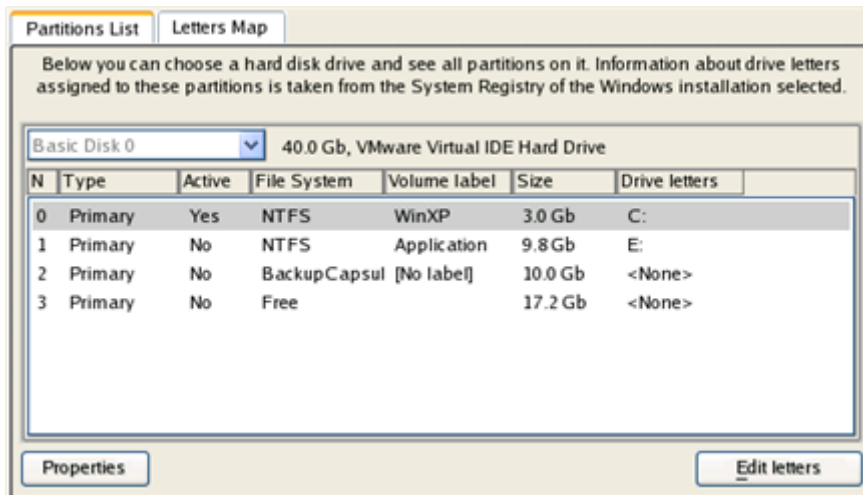 Partitions List Letters Map
Below you can choose a hard disk drive and see all partitions on it. Information about drive letters
assigned to these partitions is taken from the System Registry of the Windows installation selected.
Basic Disk 0 40.0 Gb, VMware Virtual IDE Hard Drive
N Type Active File System Volume label Size Drive letters
0 Primary Yes NTFS WinXP 3.0 Gb C:
1 Primary No NTFS Application 9.8 Gb E:
2 Primary No BackupCapsul [No label] 10.0 Gb <None>
3 Primary No Free 17.2 Gb <None>
Properties Edit letters